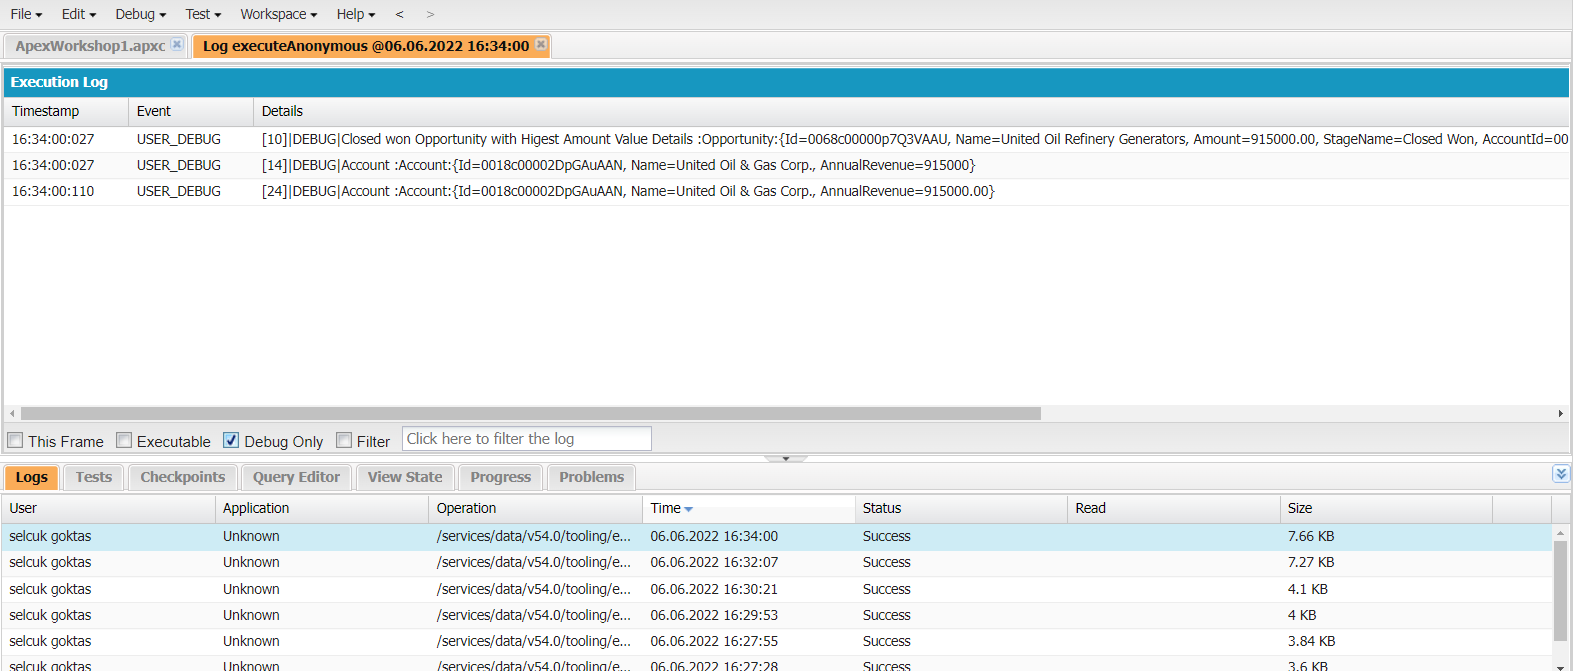 File Edit Debug Test Workspace Help < >
ApexWorkshop1.apxc Log executeAnonymous @06.06.2022 16:34:00
Execution Log
Timestamp Event Details
16:34:00:027 USER_DEBUG [10]|DEBUG|Closed won Opportunity with Higest Amount Value Details :Opportunity:{Id=0068c00000p7Q3VAAU, Name=United Oil Refinery Generators, Amount=915000.00, StageName=Closed Won, AccountId=00
16:34:00:027 USER_DEBUG [14]|DEBUG|Account :Account:{Id=0018c00002DpGAuAAN, Name=United Oil & Gas Corp., AnnualRevenue=915000}
16:34:00:110 USER_DEBUG [24]|DEBUG|Account :Account:{Id=0018c00002DpGAuAAN, Name=United Oil & Gas Corp., AnnualRevenue=915000.00}
This Frame Executable Debug Only Filter Click here to filter the log
Logs Tests Checkpoints Query Editor View State Progress Problems
User Application Operation Time Status Read Size
selcuk goktas Unknown /services/data/v54.0/tooling/e... 06.06.2022 16:34:00 Success 7.66 KB
selcuk goktas Unknown /services/data/v54.0/tooling/e... 06.06.2022 16:32:07 Success 7.27 KB
selcuk goktas Unknown /services/data/v54.0/tooling/e... 06.06.2022 16:30:21 Success 4.1 KB
selcuk goktas Unknown /services/data/v54.0/tooling/e... 06.06.2022 16:29:53 Success 4 KB
selcuk goktas Unknown /services/data/v54.0/tooling/e... 06.06.2022 16:27:55 Success 3.84 KB
selcuk goktas Unknown /services/data/v54.0/tooling/e... 06.06.2022 16:27:28 Success 3.6 KB